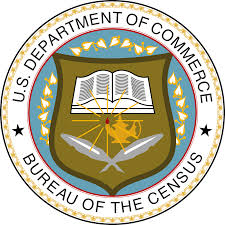 U.S. DEPARTMENT OF COMMERCE
BUREAU OF THE CENSUS